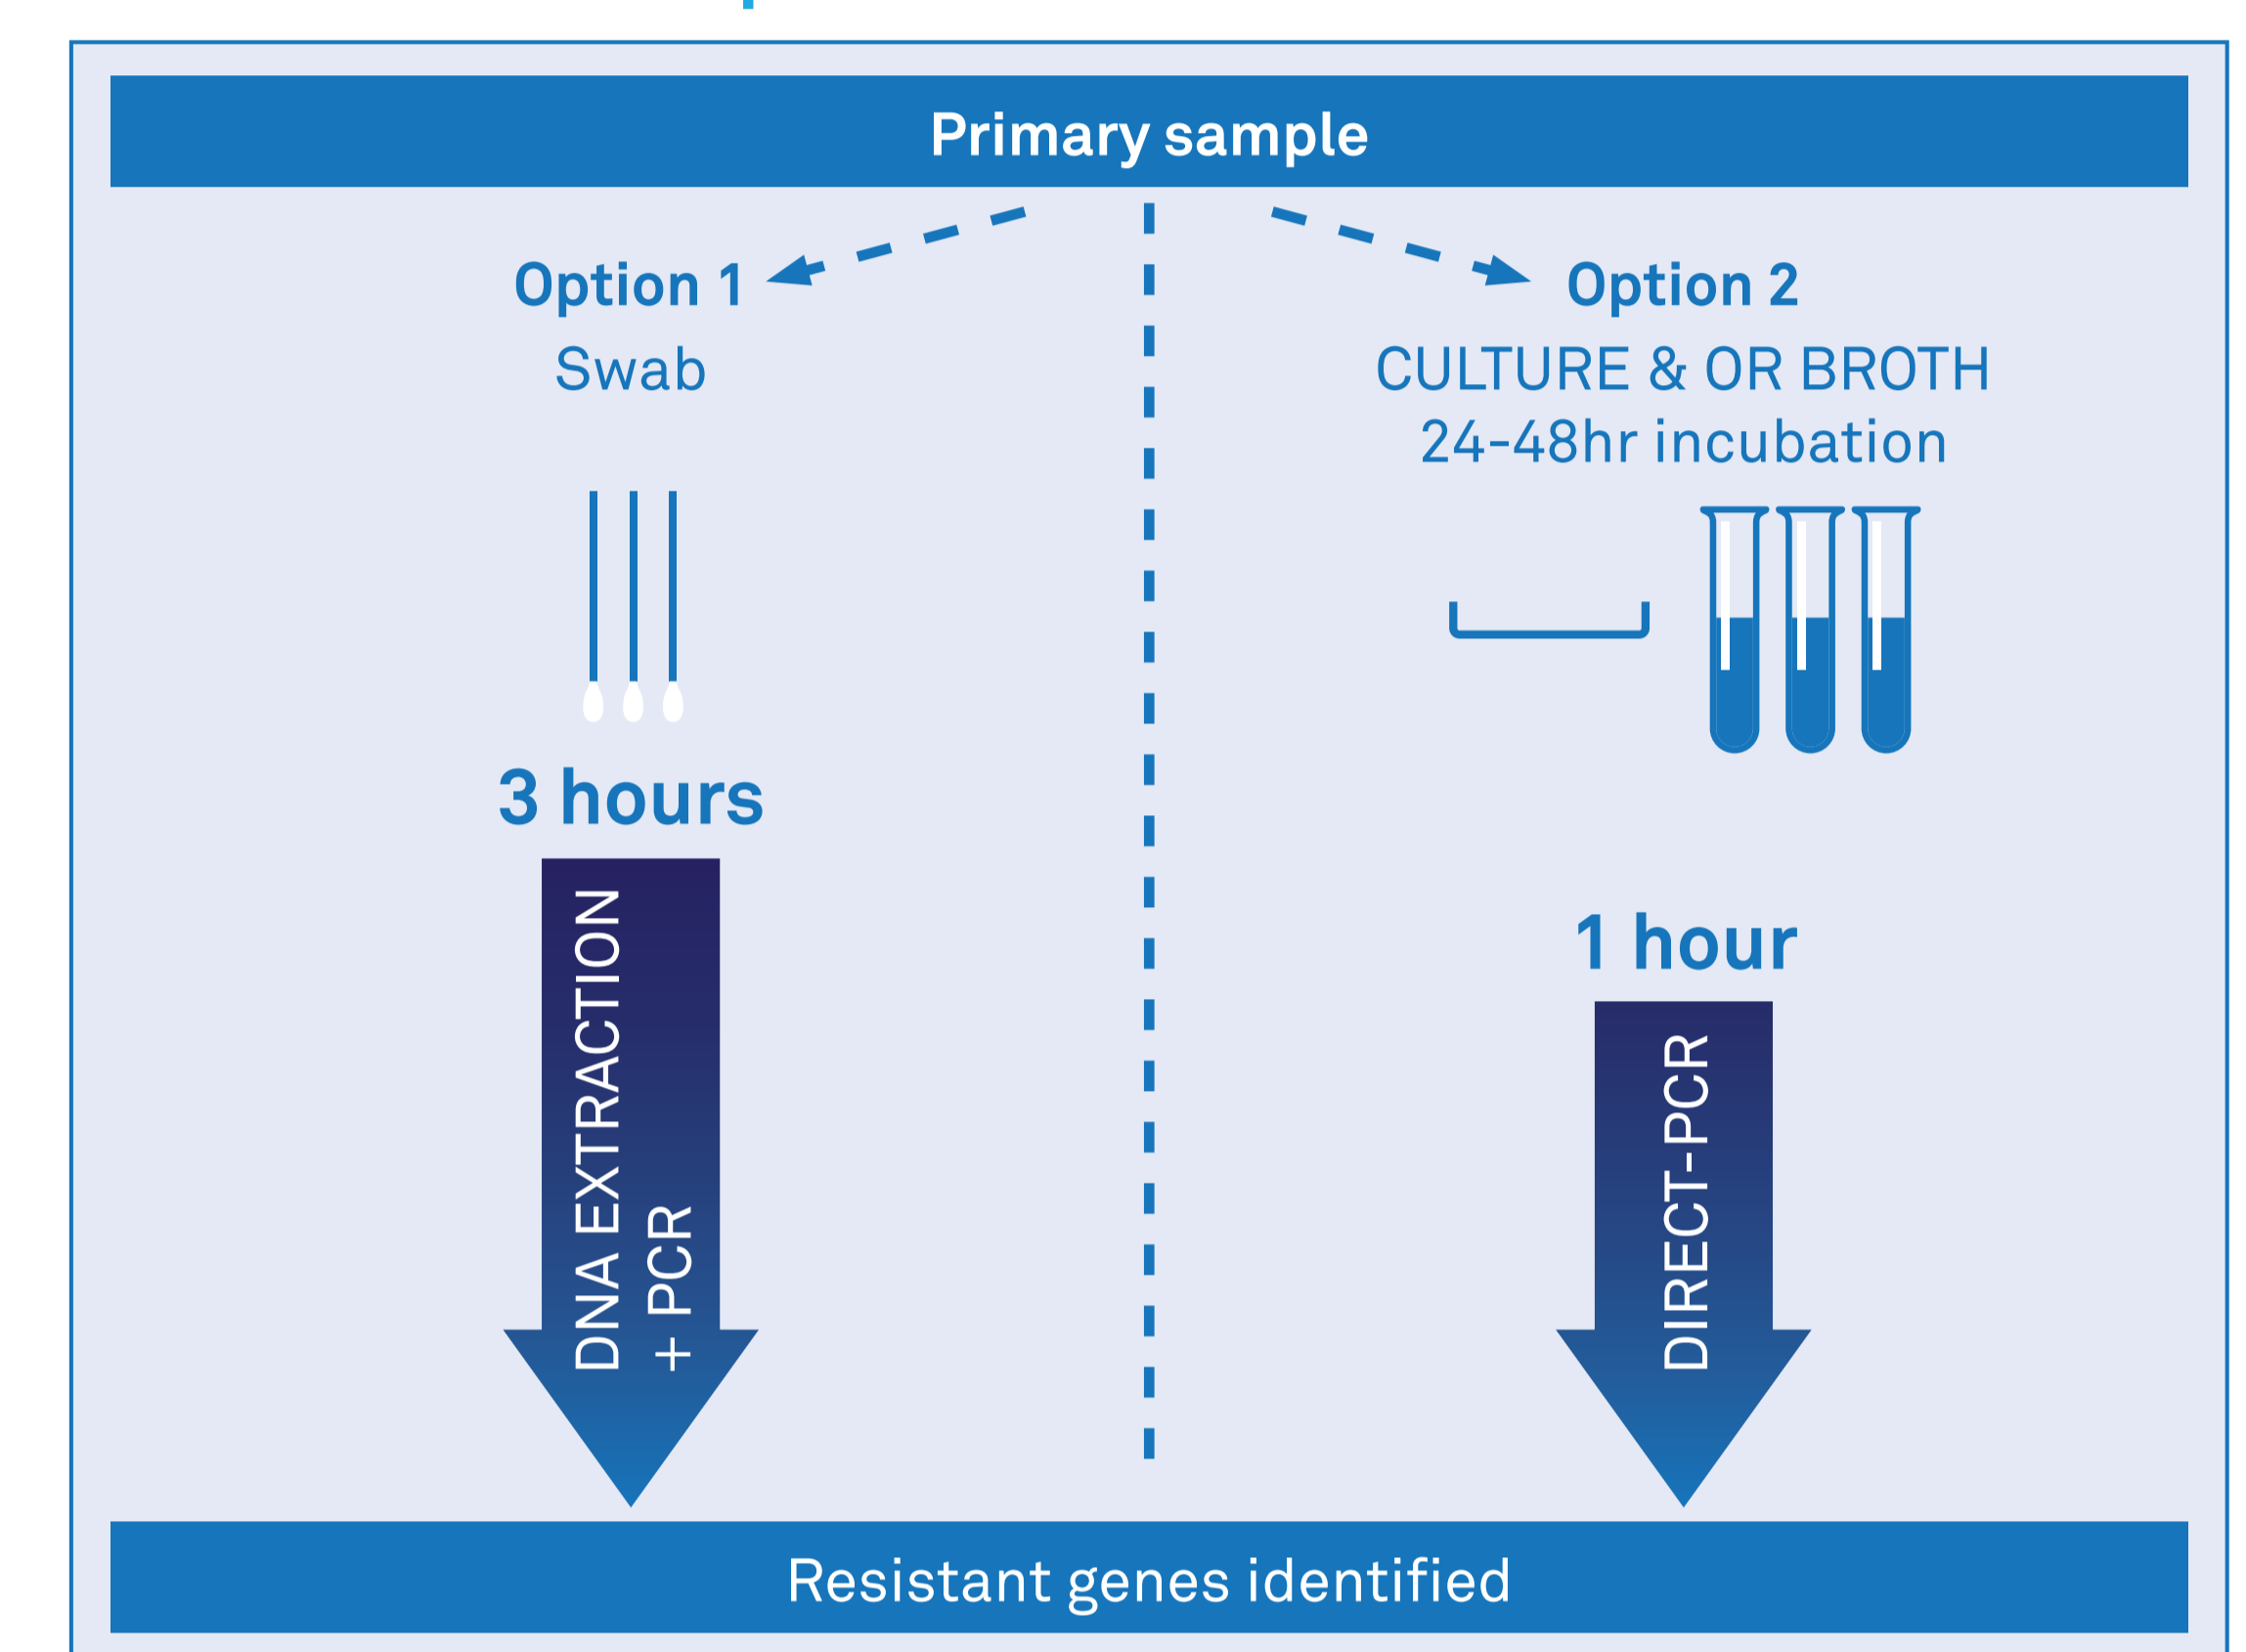 Primary sample
Option 1
Swab
3 hours
DNA EXTRACTION
+ PCR
Option 2
CULTURE & OR BROTH
24-48hr incubation
1 hour
DIRECT-PCR
Resistant genes identified